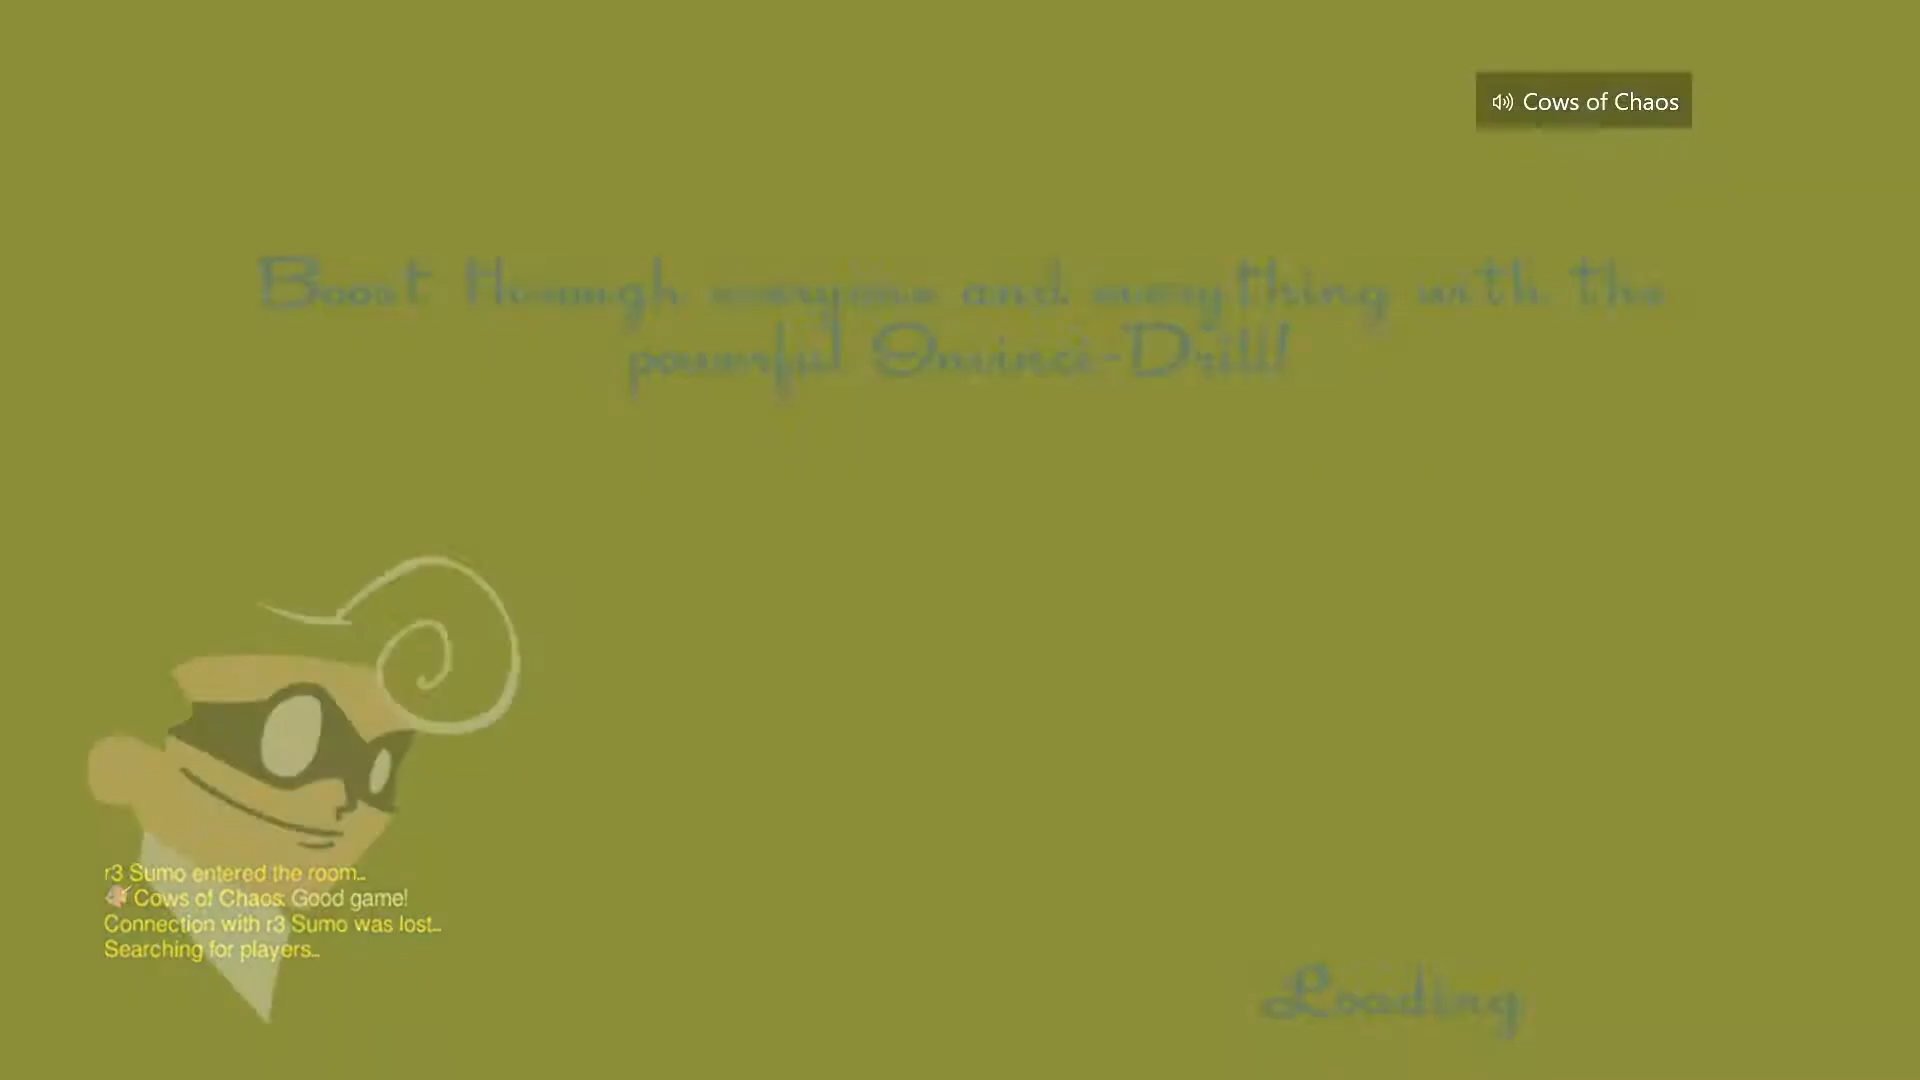 Cows of Chaos
Boost through everyone and everything with the
powerful Invinci-Drill!
r3 Sumo entered the room...
Cows of Chaos: Good game!
Connection with r3 Sumo was lost...
Searching for players...
Loading